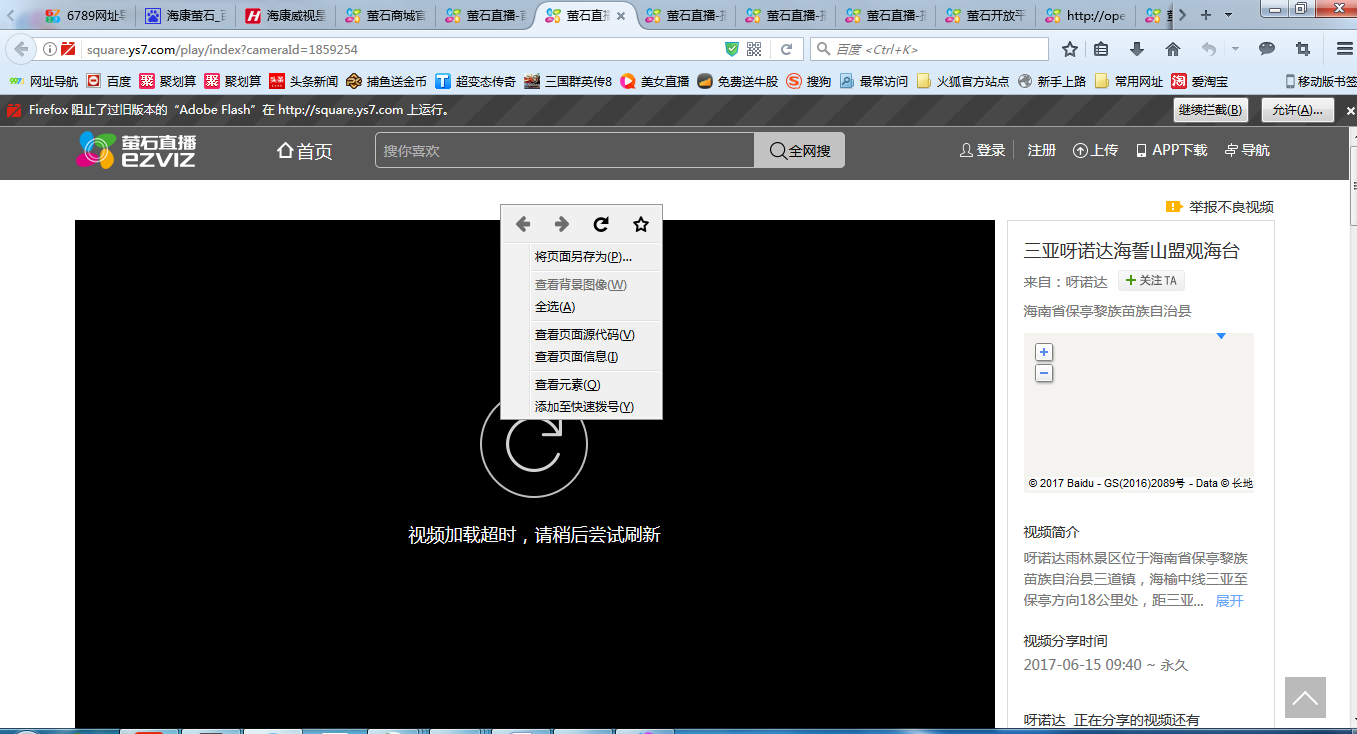 6789网址导
海康萤石_百
海康威视是
萤石商城官
萤石直播-首
萤石直播
萤石直播-排
萤石直播-排
萤石直播-排
萤石开放平
http://ope
square.ys7.com/play/index?cameraId=1859254
百度 <Ctrl+K>
网址导航
百度
聚划算
聚划算
头条新闻
捕鱼送金币
超变态传奇
三国群英传8
美女直播
免费送牛股
搜狗
最常访问
火狐官方站点
新手上路
常用网址
爱淘宝
移动版书签
Firefox 阻止了过旧版本的“Adobe Flash”在 http://square.ys7.com 上运行。
继续拦截(B)
允许(A)...
萤石直播
ezviz
首页
搜你喜欢
全网搜
登录
注册
上传
APP下载
导航
举报不良视频
将页面另存为(P)...
查看背景图像(W)
全选(A)
查看页面源代码(V)
查看页面信息(I)
查看元素(Q)
添加至快速拨号(Y)
视频加载超时，请稍后尝试刷新
三亚呀诺达海誓山盟观海台
来自：呀诺达
+ 关注 TA
海南省保亭黎族苗族自治县
+
−
© 2017 Baidu - GS(2016)2089号 - Data © 长地
视频简介
呀诺达雨林景区位于海南省保亭黎族
苗族自治县三道镇，海榆中线三亚至
保亭方向18公里处，距三亚... 展开
视频分享时间
2017-06-15 09:40 ~ 永久
呀诺达 正在分享的视频还有